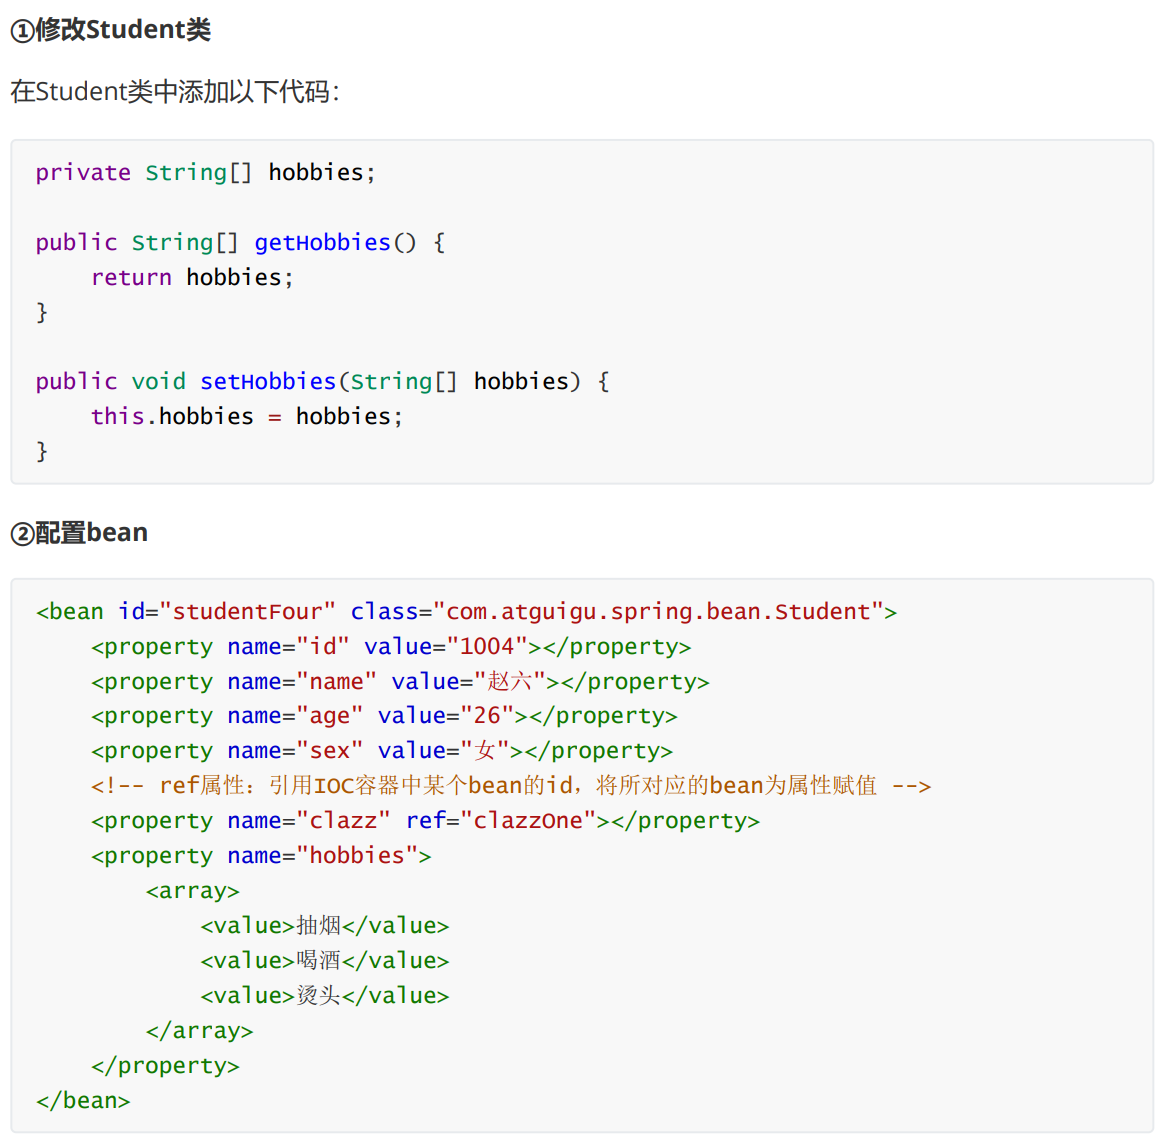 ①修改Student类
在Student类中添加以下代码：
private String[] hobbies;
public String[] getHobbies() {
    return hobbies;
}
public void setHobbies(String[] hobbies) {
    this.hobbies = hobbies;
}
②配置bean
<bean id="studentFour" class="com.atguigu.spring.bean.Student">
    <property name="id" value="1004"></property>
    <property name="name" value="赵六"></property>
    <property name="age" value="26"></property>
    <property name="sex" value="女"></property>
    <!-- ref属性：引用IOC容器中某个bean的id，将所对应的bean为属性赋值 -->
    <property name="clazz" ref="clazzOne"></property>
    <property name="hobbies">
        <array>
            <value>抽烟</value>
            <value>喝酒</value>
            <value>烫头</value>
        </array>
    </property>
</bean>